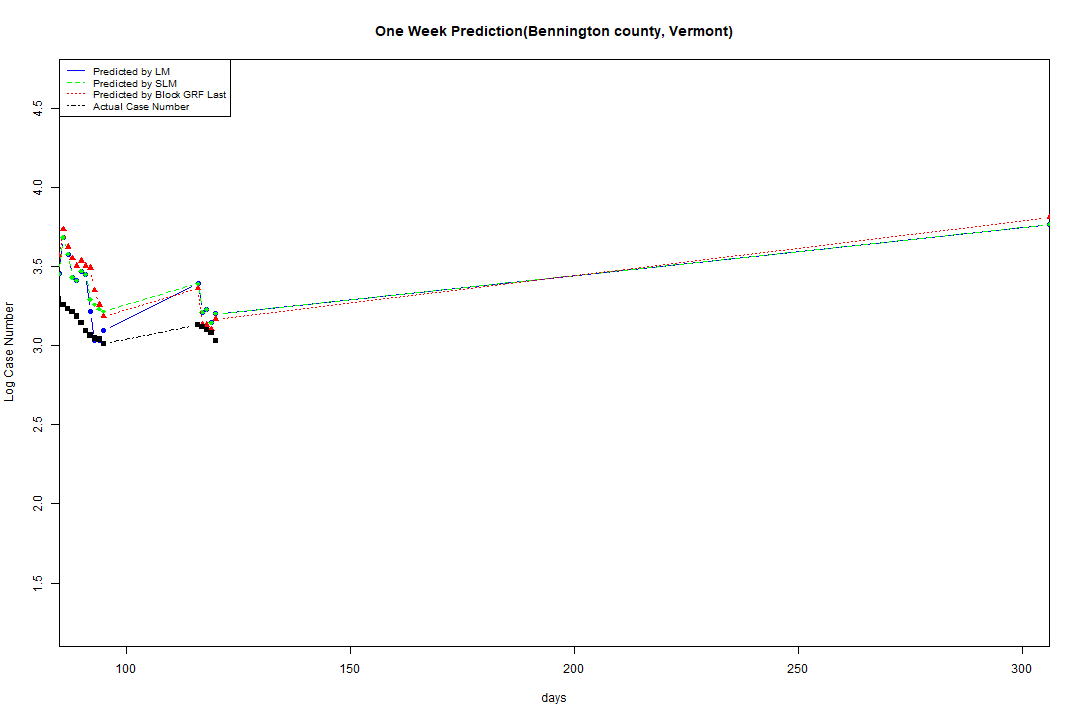 One Week Prediction(Bennington county, Vermont)
Predicted by LM
Predicted by SLM
Predicted by Block GRF Last
Actual Case Number
4.5
4.0
3.5
3.0
2.5
2.0
1.5
Log Case Number
100 150 200 250 300
days